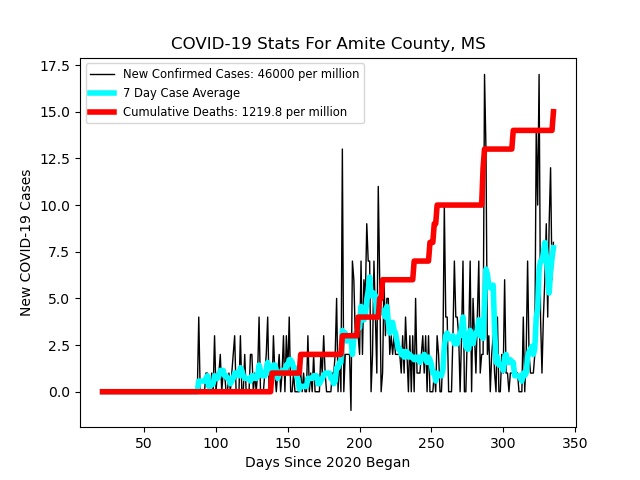 COVID-19 Stats For Amite County, MS
New Confirmed Cases: 46000 per million
7 Day Case Average
Cumulative Deaths: 1219.8 per million
New COVID-19 Cases
17.5
15.0
12.5
10.0
7.5
5.0
2.5
0.0
50 100 150 200 250 300 350
Days Since 2020 Began